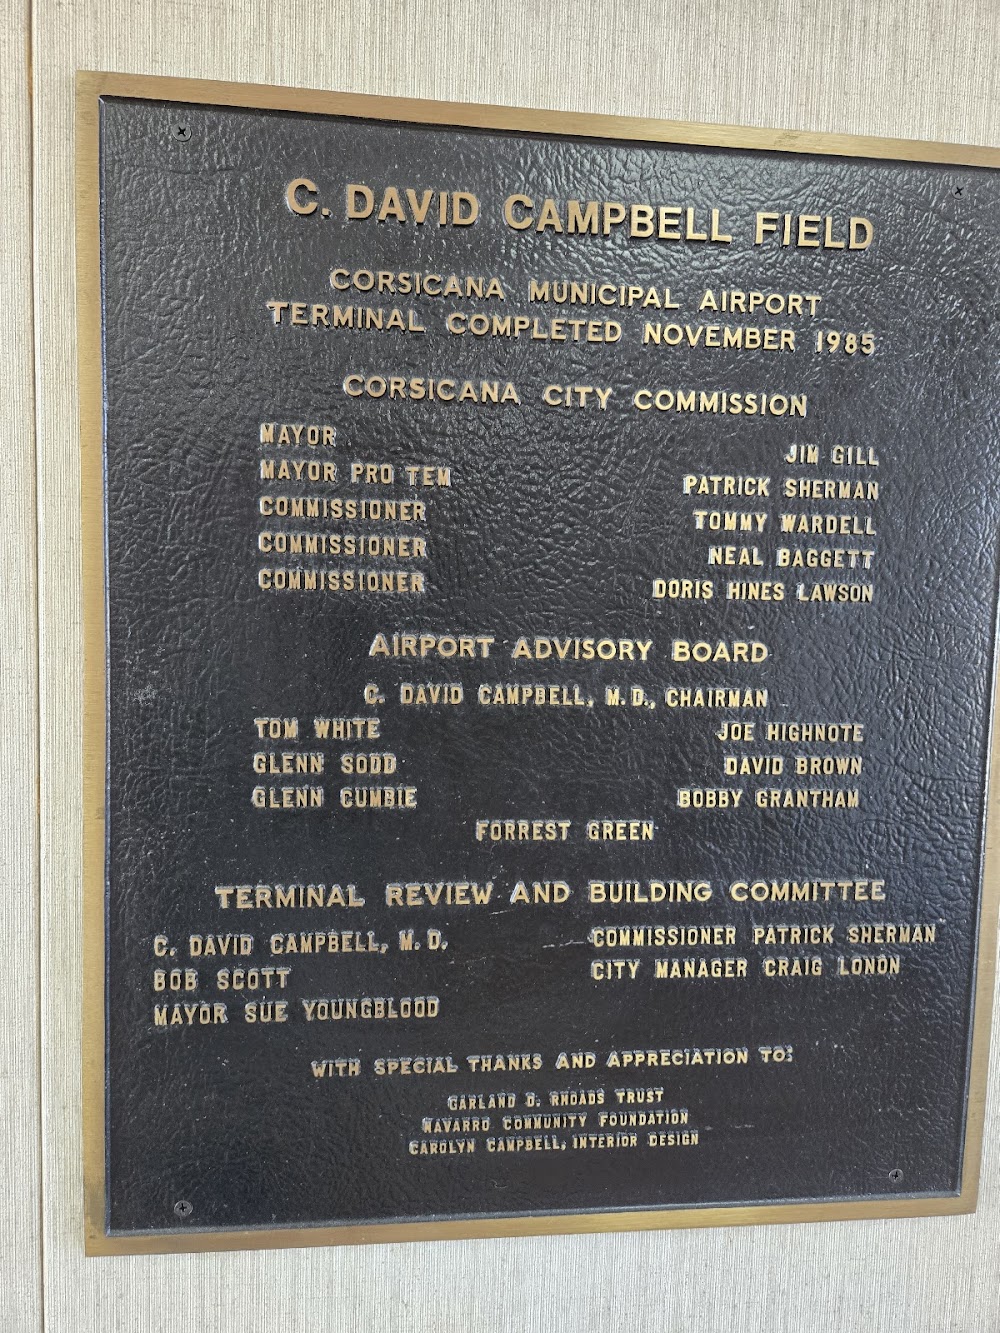 C. DAVID CAMPBELL FIELD
CORSICANA MUNICIPAL AIRPORT
TERMINAL COMPLETED NOVEMBER 1985
CORSICANA CITY COMMISSION
MAYOR JIM GILL
MAYOR PRO TEM PATRICK SHERMAN
COMMISSIONER TOMMY WARDELL
COMMISSIONER NEAL BAGGETT
COMMISSIONER DORIS HINES LAWSON
AIRPORT ADVISORY BOARD
C. DAVID CAMPBELL, M.D., CHAIRMAN
TOM WHITE JOE HIGHNOTE
GLENN SODD DAVID BROWN
GLENN CUMBIE BOBBY GRANTHAM
FORREST GREEN
TERMINAL REVIEW AND BUILDING COMMITTEE
C. DAVID CAMPBELL, M.D. COMMISSIONER PATRICK SHERMAN
BOB SCOTT CITY MANAGER CRAIG LONON
MAYOR SUE YOUNGBLOOD
WITH SPECIAL THANKS AND APPRECIATION TO:
GARLAND D. RHOADS TRUST
NAVARRO COMMUNITY FOUNDATION
CAROLYN CAMPBELL, INTERIOR DESIGN